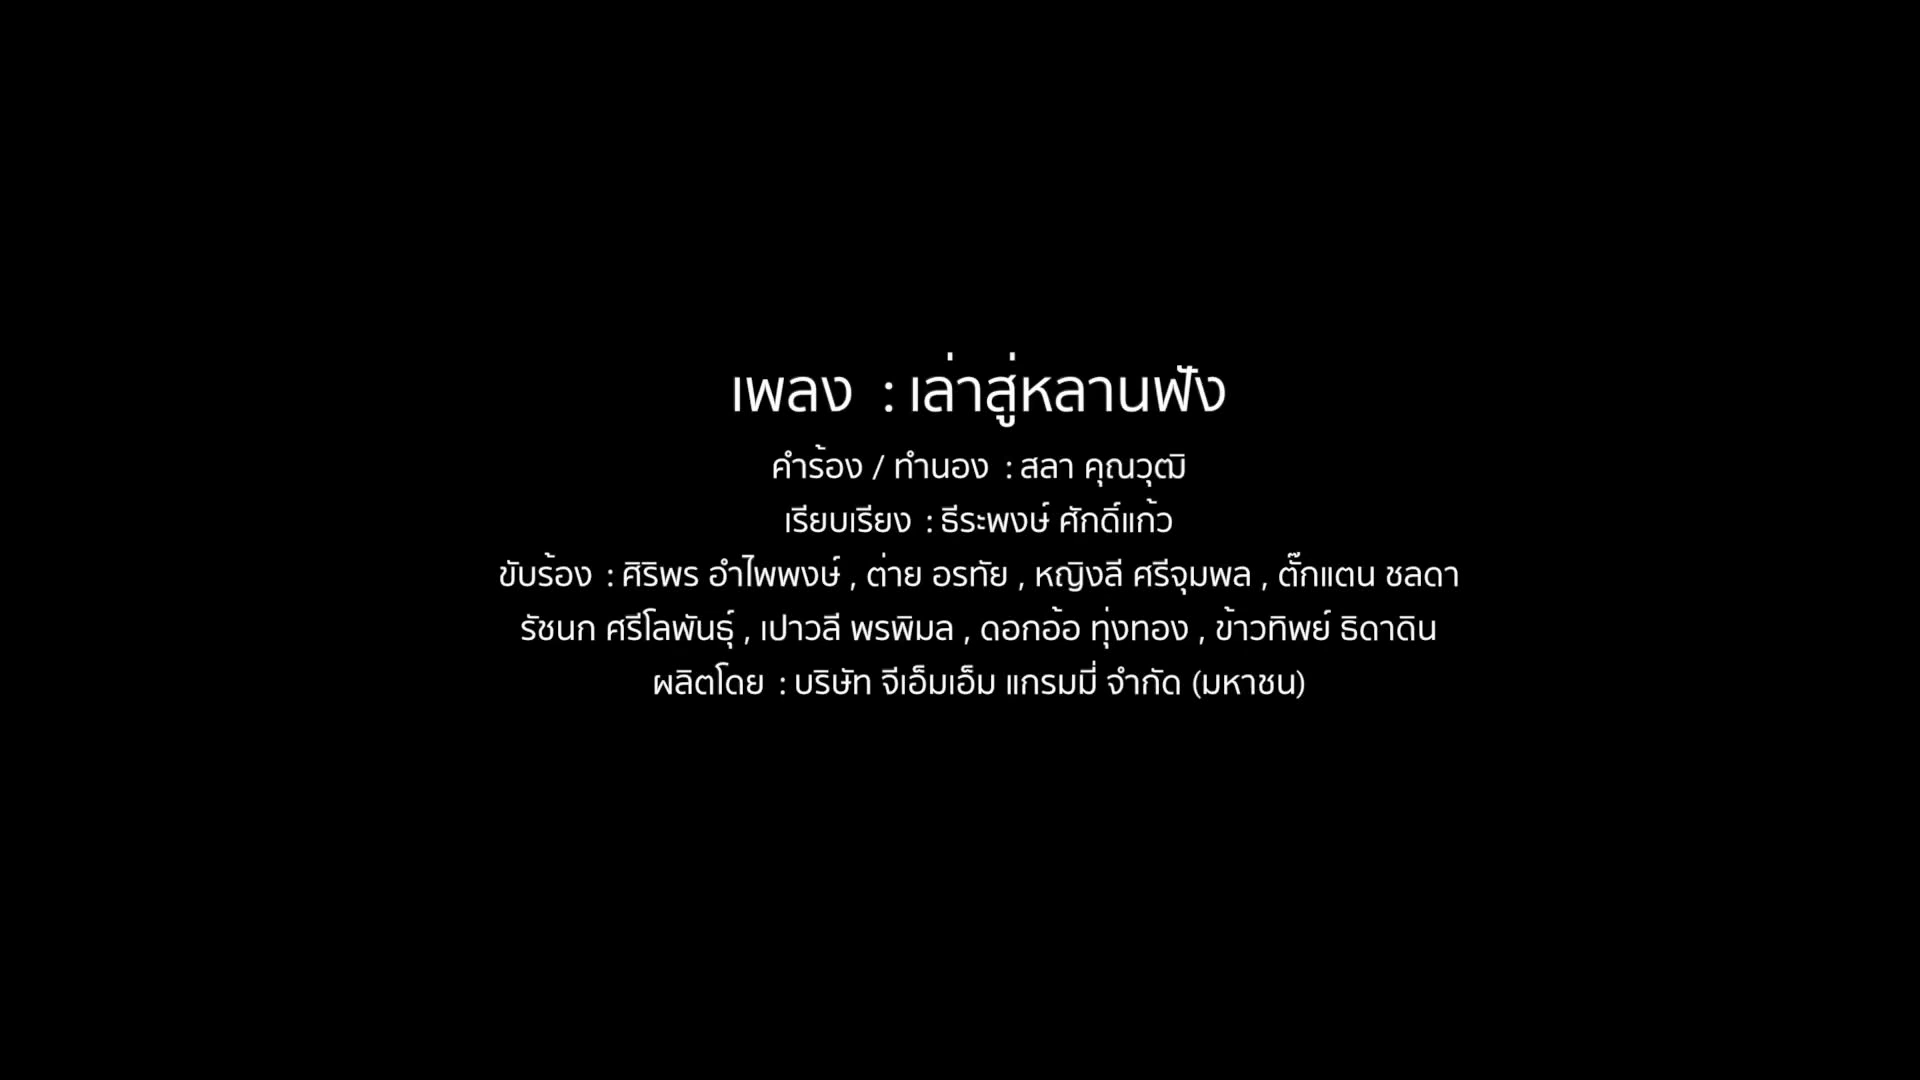 เพลง : เล่าสู่หลานฟัง
คำร้อง / ทำนอง : สลา คุณวุฒิ
เรียบเรียง : ธีระพงษ์ ศักดิ์แก้ว
ขับร้อง : ศิริพร อำไพพงษ์ , ต่าย อรทัย , หญิงลี ศรีจุมพล , ตั๊กแตน ชลดา
รัชนก ศรีโลพันธุ์ , เปาวลี พรพิมล , ดอกอ้อ ทุ่งทอง , ข้าวทิพย์ ธิดาดิน
ผลิตโดย : บริษัท จีเอ็มเอ็ม แกรมมี่ จำกัด (มหาชน)